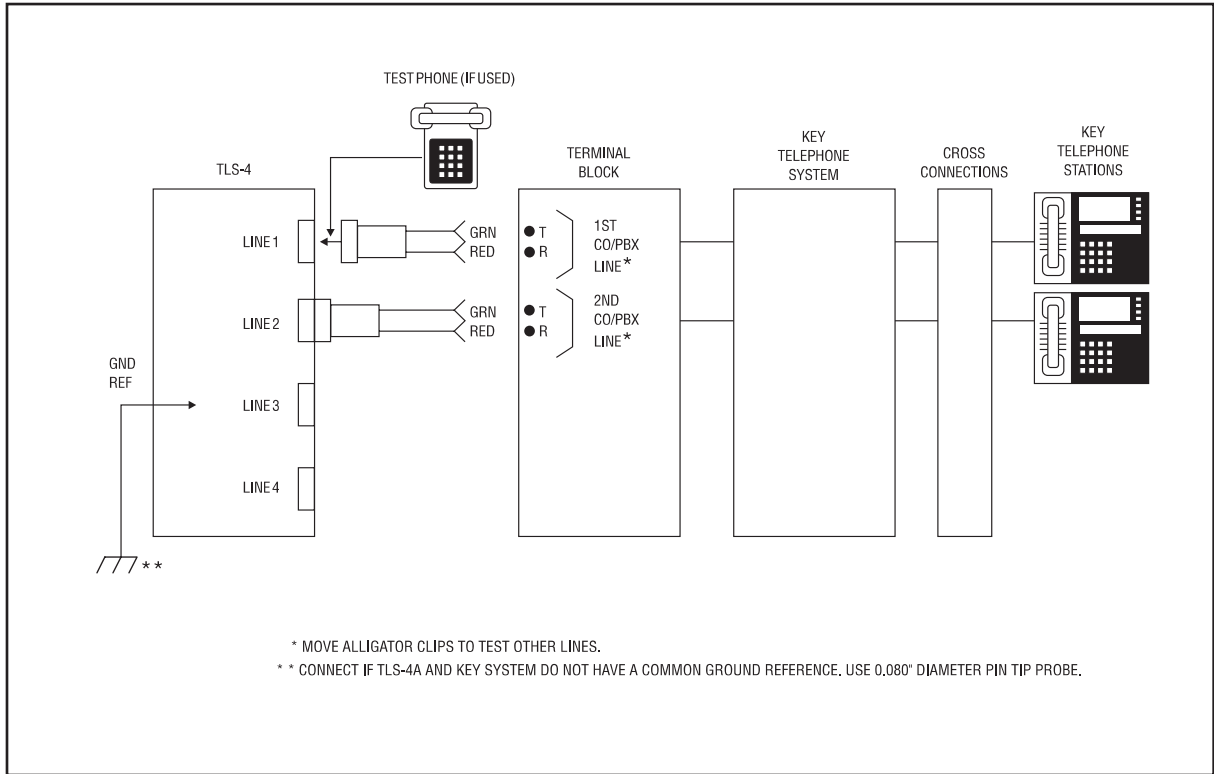 TEST PHONE (IF USED)
TLS-4
TERMINAL
BLOCK
KEY
TELEPHONE
SYSTEM
CROSS
CONNECTIONS
KEY
TELEPHONE
STATIONS
LINE 1
GRN
RED
T
R
1ST
CO/PBX
LINE*
LINE 2
GRN
RED
T
R
2ND
CO/PBX
LINE*
GND
REF
LINE 3
LINE 4
* *
* MOVE ALLIGATOR CLIPS TO TEST OTHER LINES.
* * CONNECT IF TLS-4A AND KEY SYSTEM DO NOT HAVE A COMMON GROUND REFERENCE. USE 0.080" DIAMETER PIN TIP PROBE.